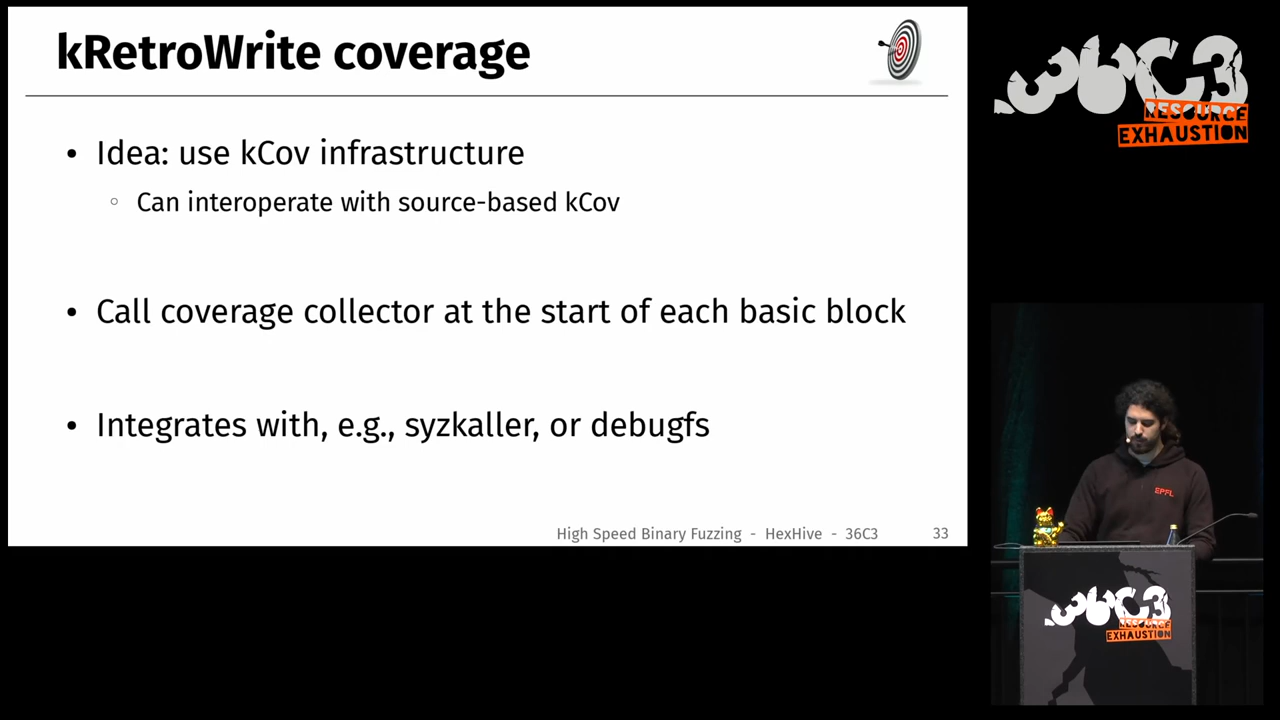 kRetroWrite coverage
• Idea: use kCov infrastructure
◦ Can interoperate with source-based kCov
• Call coverage collector at the start of each basic block
• Integrates with, e.g., syzkaller, or debugfs
High Speed Binary Fuzzing - HexHive - 36C3 33
36C3
RESOURCE
EXHAUSTION
EPFL
36C3
RESOURCE
EXHAUSTION